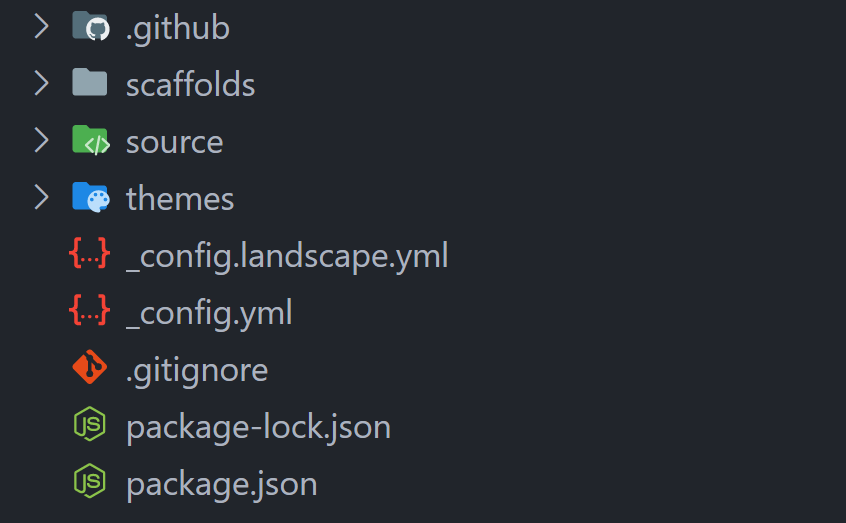 .github
scaffolds
source
themes
_config.landscape.yml
_config.yml
.gitignore
package-lock.json
package.json